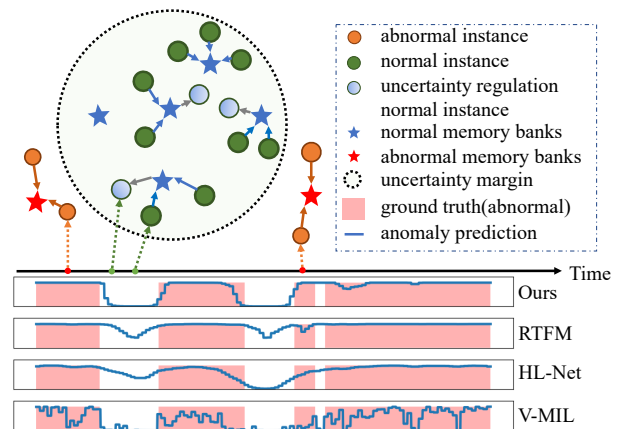 abnormal instance
normal instance
uncertainty regulation
normal instance
normal memory banks
abnormal memory banks
uncertainty margin
ground truth(abnormal)
anomaly prediction
Time
Ours
RTFM
HL-Net
V-MIL